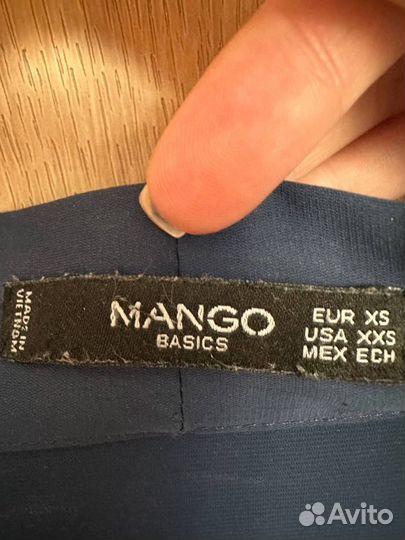 MADE IN
VIETNAM
MANGO
BASICS
EUR XS
USA XXS
MEX ECH
Avito